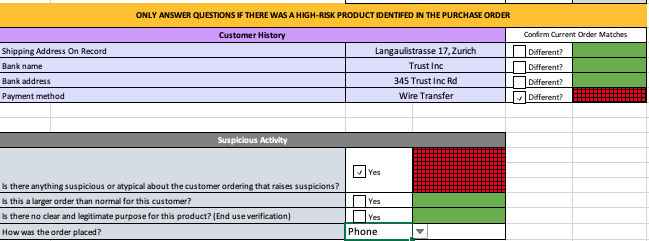 ONLY ANSWER QUESTIONS IF THERE WAS A HIGH-RISK PRODUCT IDENTIFED IN THE PURCHASE ORDER
Customer History Confirm Current Order Matches
Shipping Address On Record Langaulistrasse 17, Zurich Different?
Bank name Trust Inc Different?
Bank address 345 Trust Inc Rd Different?
Payment method Wire Transfer Different?
Suspicious Activity
Is there anything suspicious or atypical about the customer ordering that raises suspicions? Yes
Is this a larger order than normal for this customer? Yes
Is there no clear and legitimate purpose for this product? (End use verification) Yes
How was the order placed? Phone